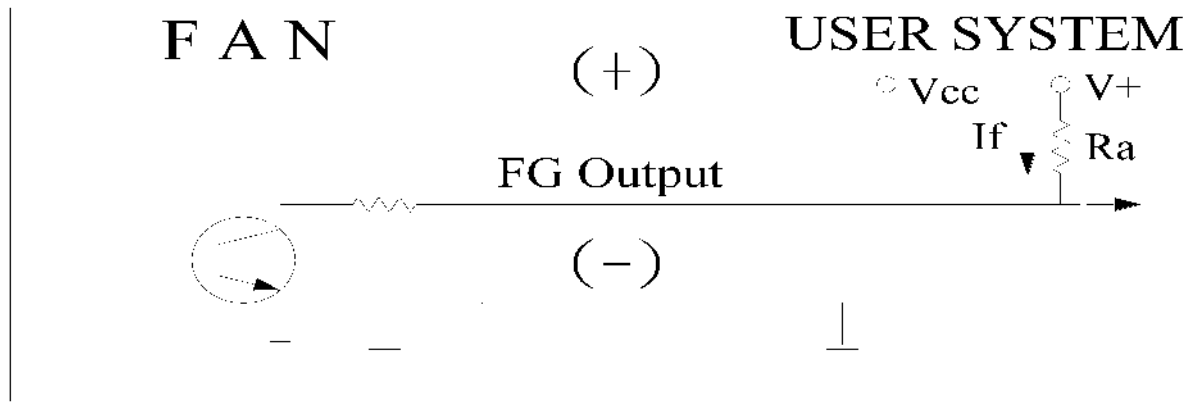 F A N
USER SYSTEM
(+)
Vcc
V+
If
Ra
FG Output
(−)